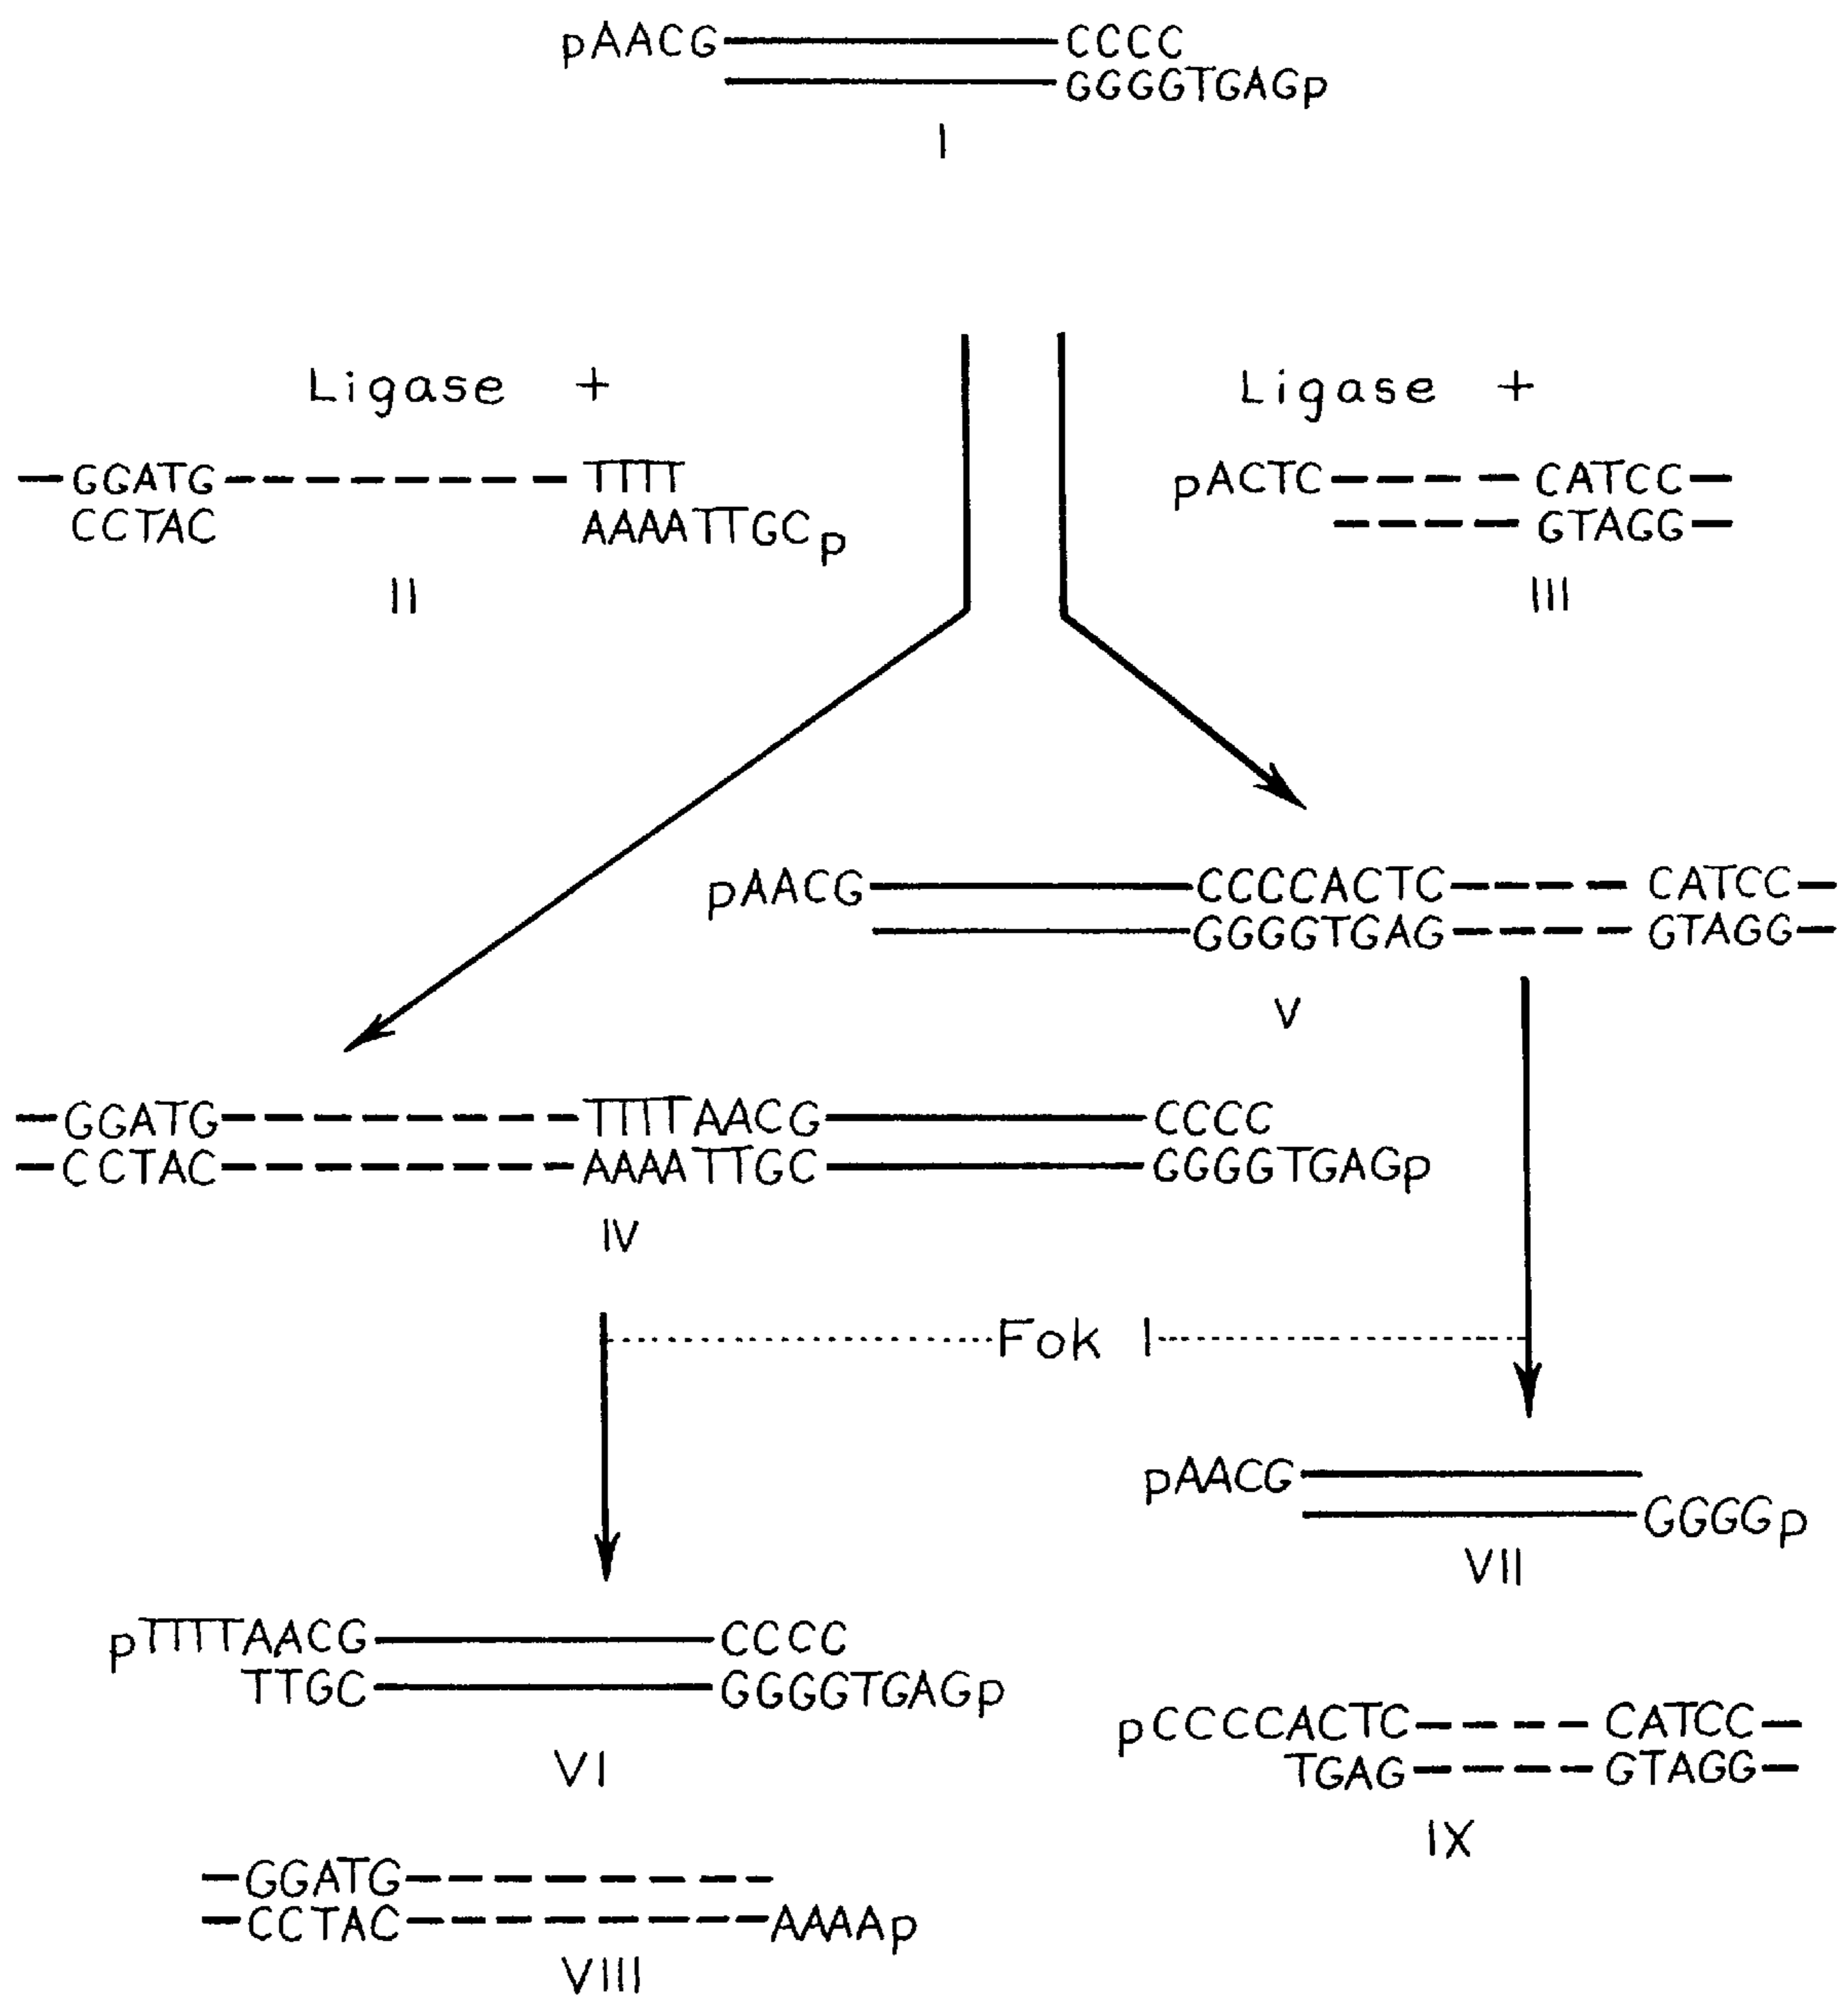 pAACG CCCC
GGGGTGAGp
I
Ligase +
GGATG TTTT
CCTAC AAAATTGCp
II
Ligase +
pACTC CATCC
GTAGG
III
pAACG CCCCACTC CATCC
GGGGTGAG GTAGG
V
GGATG TTTTAACG CCCC
CCTAC AAAATTGC GGGGTGAGp
IV
Fok I
pAACG
GGGGp
VII
pTTTTAACG CCCC
TTGC GGGGTGAGp
VI
pCCCCACTC CATCC
TGAG GTAGG
IX
GGATG
CCTAC AAAAp
VIII